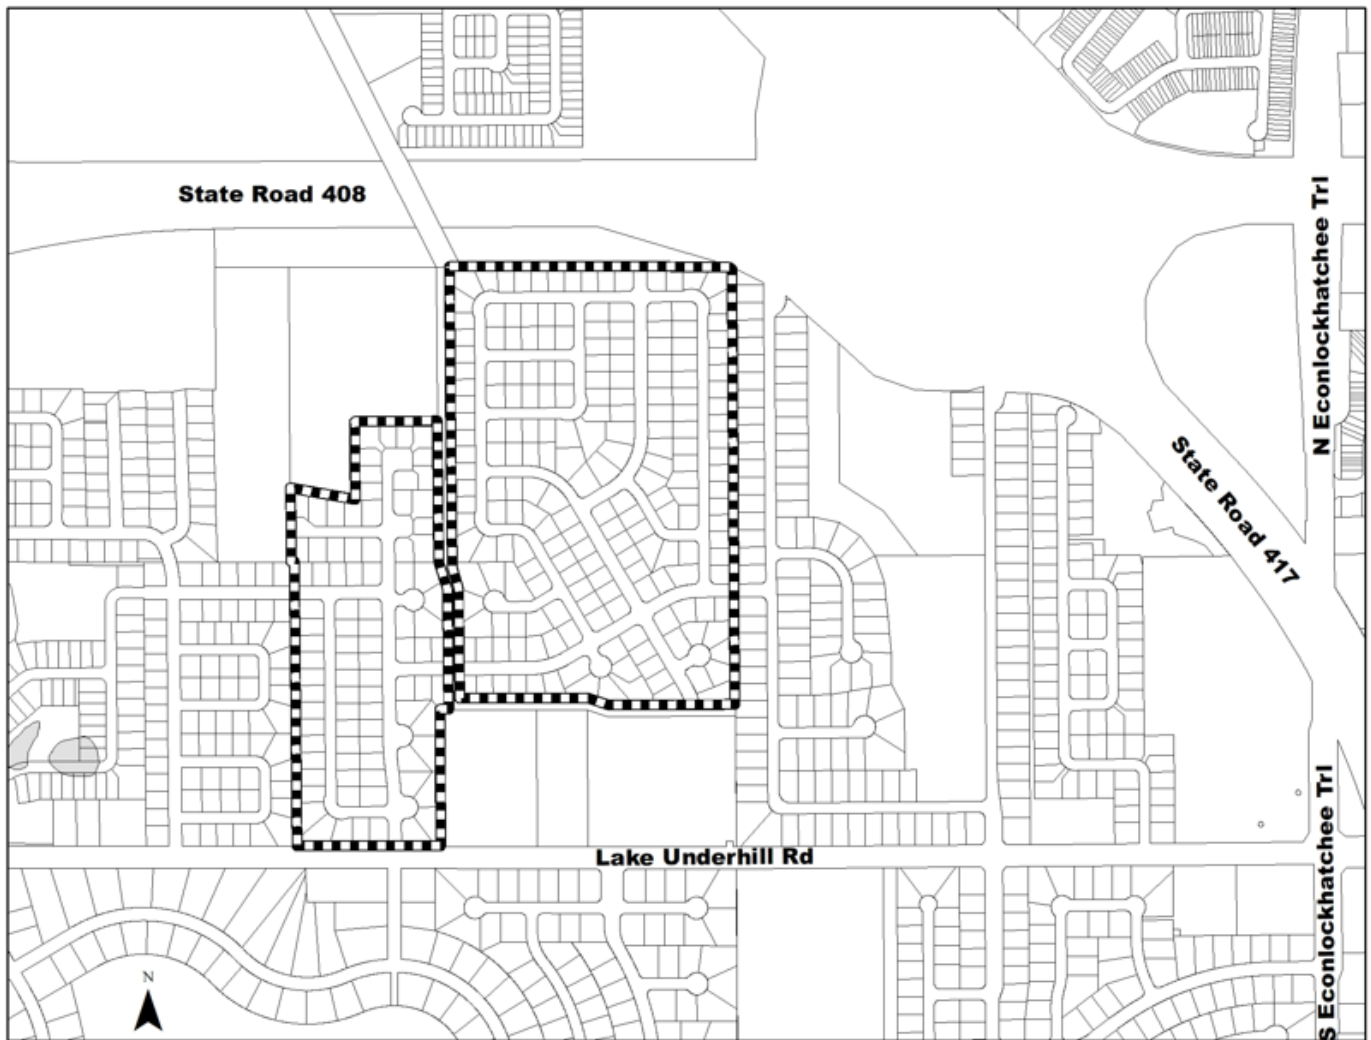 State Road 408
N Econlockhatchee Trl
State Road 417
Lake Underhill Rd
S Econlockhatchee Trl
N